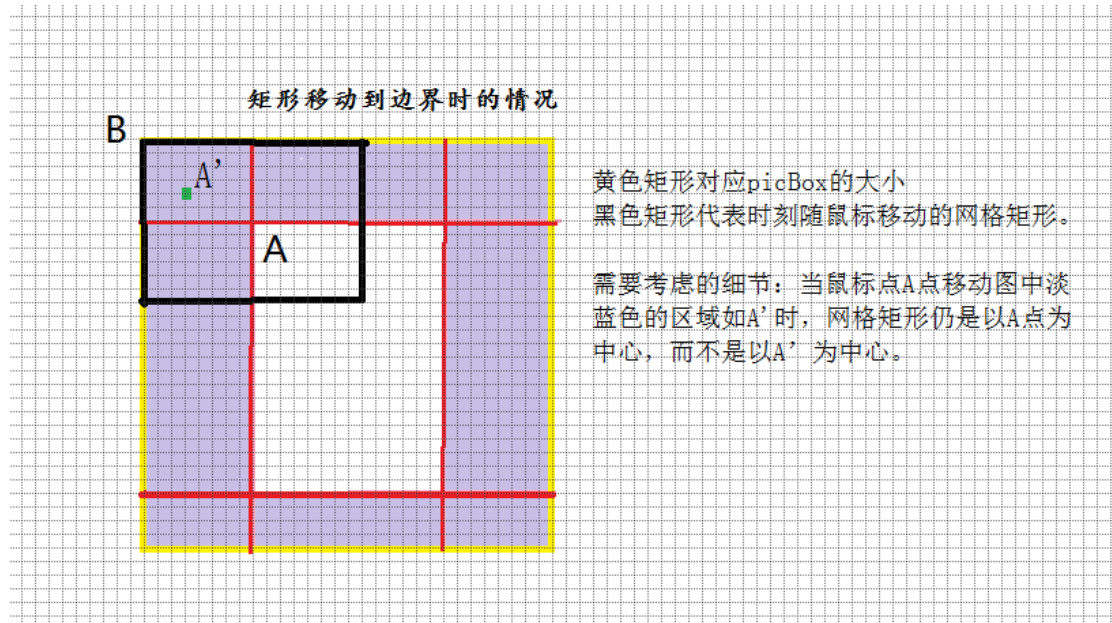 矩形移动到边界时的情况
B
A'
A
黄色矩形对应picBox的大小
黑色矩形代表时刻随鼠标移动的网格矩形。
需要考虑的细节：当鼠标点A点移动图中淡
蓝色的区域如A'时，网格矩形仍是以A点为
中心，而不是以A’为中心。